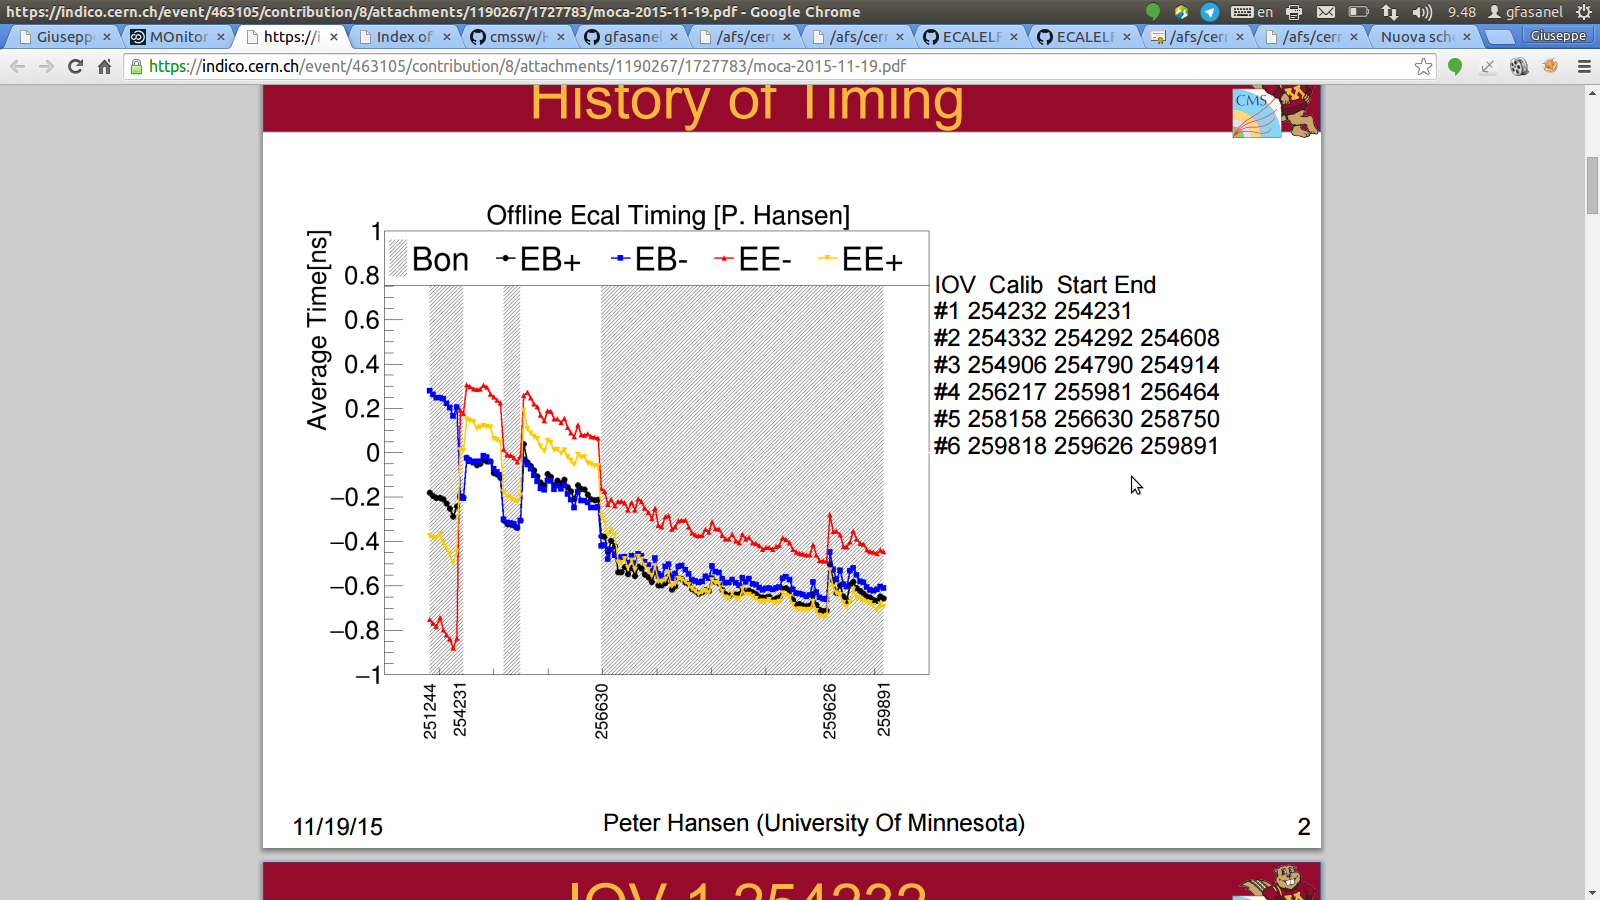 https://indico.cern.ch/event/463105/contribution/8/attachments/1190267/1727783/moca-2015-11-19.pdf - Google Chrome
en
9.48
gfasanel
Giusepp
MOnitor
https://i
Index of
cmssw/H
gfasanel
/afs/cern
/afs/cern
ECALELF
ECALELF
/afs/cern
/afs/cern
Nuova sch
Giuseppe
https://indico.cern.ch/event/463105/contribution/8/attachments/1190267/1727783/moca-2015-11-19.pdf
History of Timing
CMS
Offline Ecal Timing [P. Hansen]
Average Time[ns]
Bon EB+ EB- EE- EE+
1
0.8
0.6
0.4
0.2
0
−0.2
−0.4
−0.6
−0.8
−1
251244
254231
256630
259626
259891
IOV Calib Start End
#1 254232 254231
#2 254332 254292 254608
#3 254906 254790 254914
#4 256217 255981 256464
#5 258158 256630 258750
#6 259818 259626 259891
11/19/15
Peter Hansen (University Of Minnesota)
2
IOV 1 254232